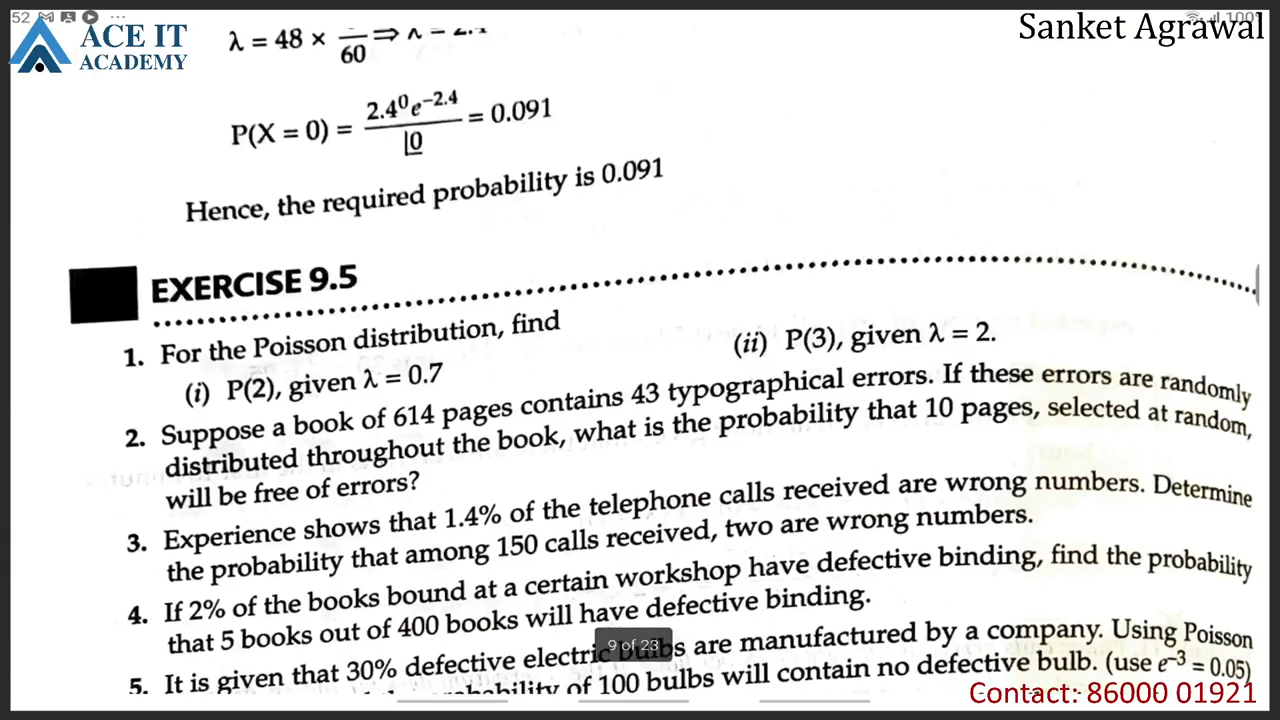 52
100%
ACE IT
ACADEMY
Sanket Agrawal
λ = 48 × /60 ⇒ λ = 2.4
P(X = 0) = 2.4⁰e⁻²·⁴ / |0 = 0.091
Hence, the required probability is 0.091
EXERCISE 9.5
1. For the Poisson distribution, find
(i) P(2), given λ = 0.7 (ii) P(3), given λ = 2.
2. Suppose a book of 614 pages contains 43 typographical errors. If these errors are randomly
distributed throughout the book, what is the probability that 10 pages, selected at random,
will be free of errors?
3. Experience shows that 1.4% of the telephone calls received are wrong numbers. Determine
the probability that among 150 calls received, two are wrong numbers.
4. If 2% of the books bound at a certain workshop have defective binding, find the probability
that 5 books out of 400 books will have defective binding.
5. It is given that 30% defective electric bulbs are manufactured by a company. Using Poisson
probability of 100 bulbs will contain no defective bulb. (use e⁻³ = 0.05)
9 of 23
Contact: 86000 01921